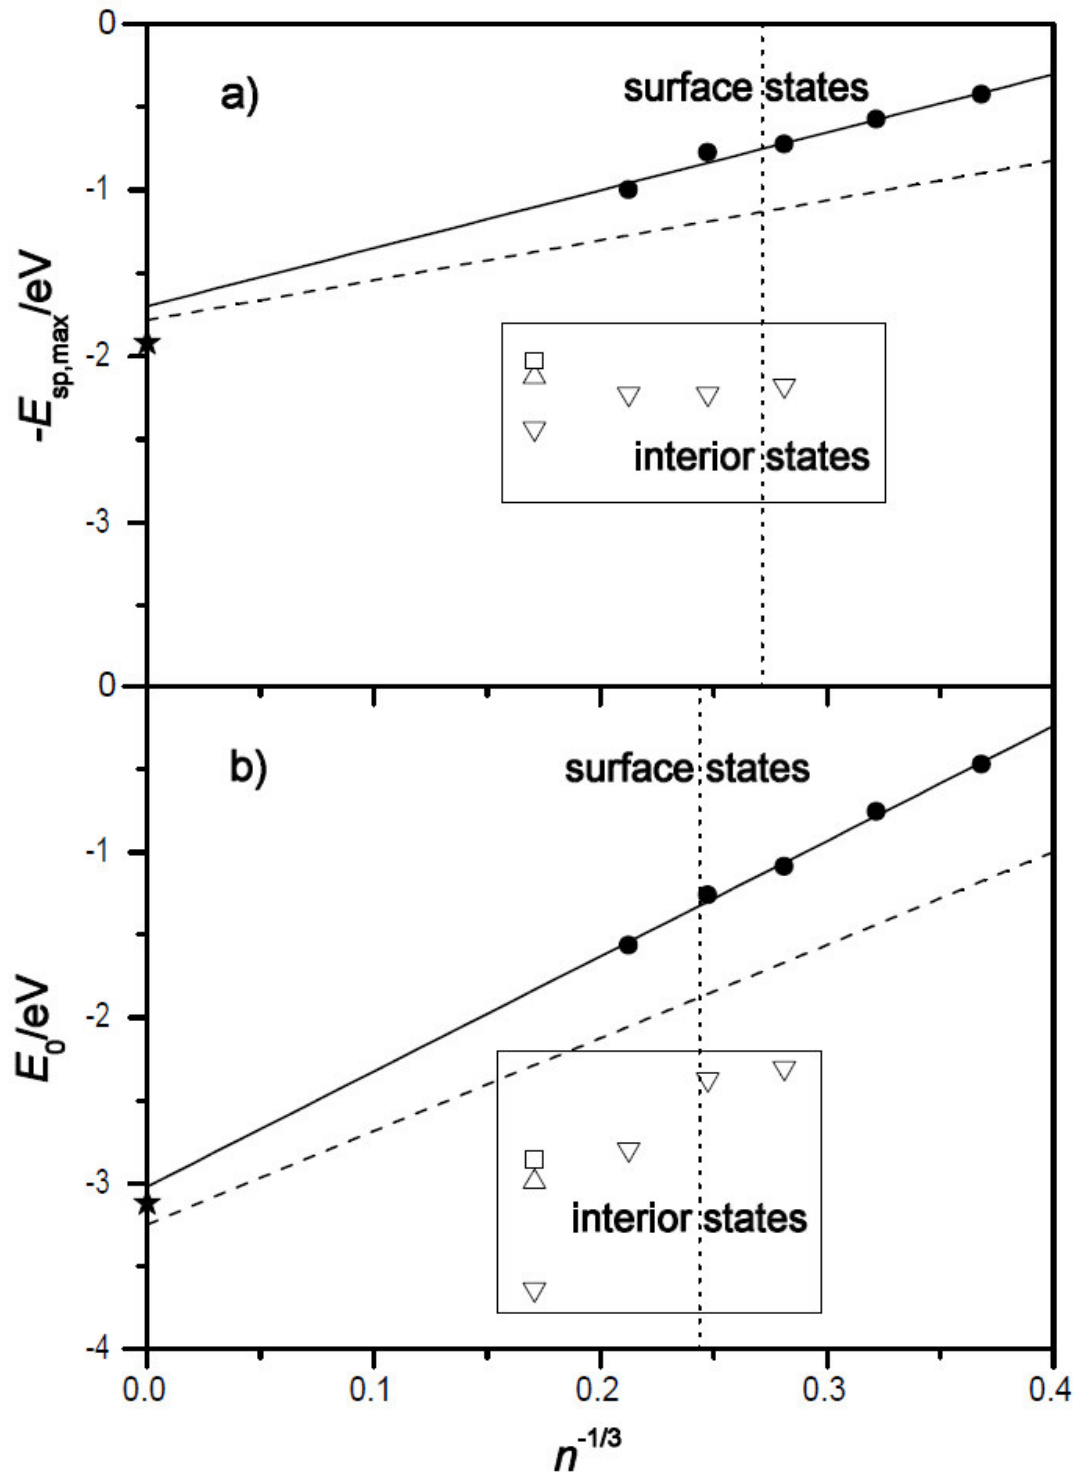 0
a)
surface states
-1
-E_sp,max/eV
-2
interior states
-3
0
b)
surface states
-1
E_0/eV
-2
-3
interior states
-4
0.0 0.1 0.2 0.3 0.4
n^-1/3